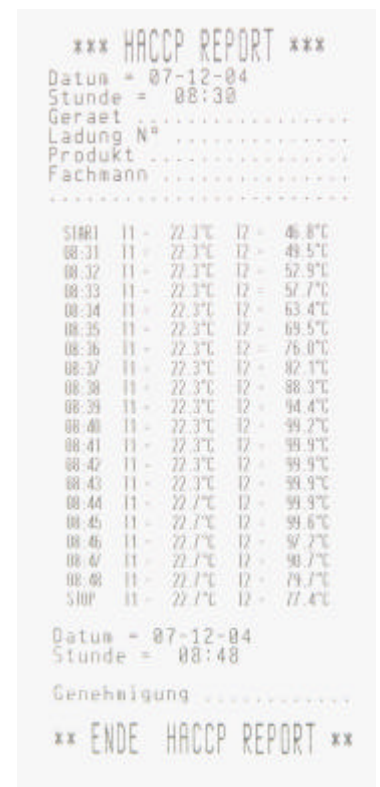 *** HACCP REPORT ***
Datum = 07-12-04
Stunde = 08:30
Geraet ................
Ladung Nº .............
Produkt ...............
Fachmann ..............
.......................
START T1 - 22.3°C T2 - 46.8°C
08:31 T1 - 22.3°C T2 - 49.5°C
08:32 T1 - 22.3°C T2 - 52.9°C
08:33 T1 - 22.3°C T2 = 57.7°C
08:34 T1 - 22.3°C T2 - 63.4°C
08:35 T1 - 22.3°C T2 - 69.5°C
08:36 T1 - 22.3°C T2 = 76.0°C
08:37 T1 - 22.3°C T2 - 82.1°C
08:38 T1 - 22.3°C T2 - 88.3°C
08:39 T1 - 22.3°C T2 - 94.4°C
08:40 T1 - 22.3°C T2 - 99.2°C
08:41 T1 - 22.3°C T2 - 99.9°C
08:42 T1 - 22.3°C T2 - 99.9°C
08:43 T1 - 22.3°C T2 - 99.9°C
08:44 T1 - 22.7°C T2 - 99.9°C
08:45 T1 - 22.7°C T2 - 99.6°C
08:46 T1 - 22.7°C T2 - 97.2°C
08:47 T1 - 22.7°C T2 - 90.7°C
08:48 T1 - 22.7°C T2 - 79.7°C
STOP T1 - 22.7°C T2 - 77.4°C
Datum = 07-12-04
Stunde = 08:48
Genehmigung ............
** ENDE HACCP REPORT **